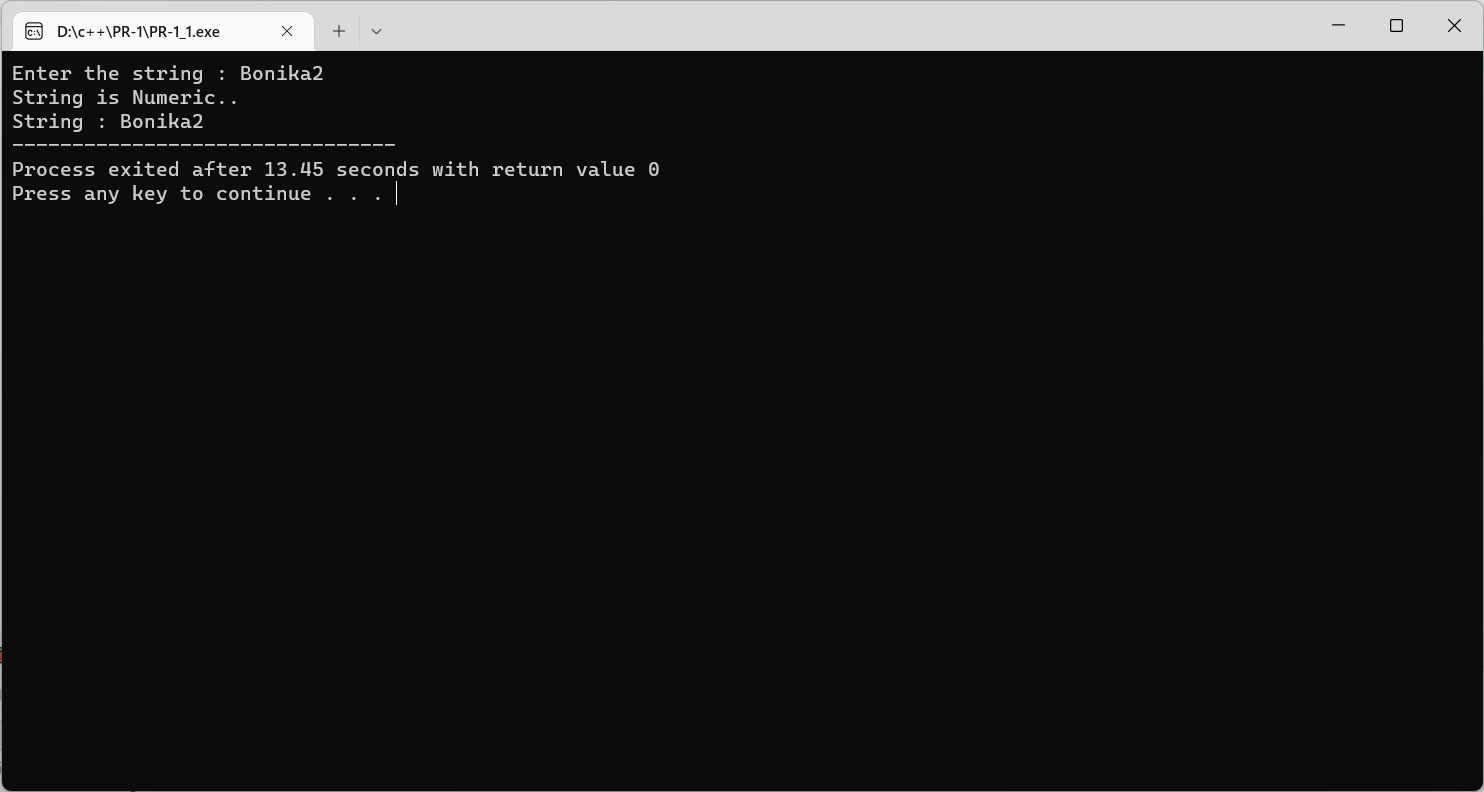 D:\c++\PR-1\PR-1_1.exe
Enter the string : Bonika2
String is Numeric..
String : Bonika2
--------------------------------
Process exited after 13.45 seconds with return value 0
Press any key to continue . . .